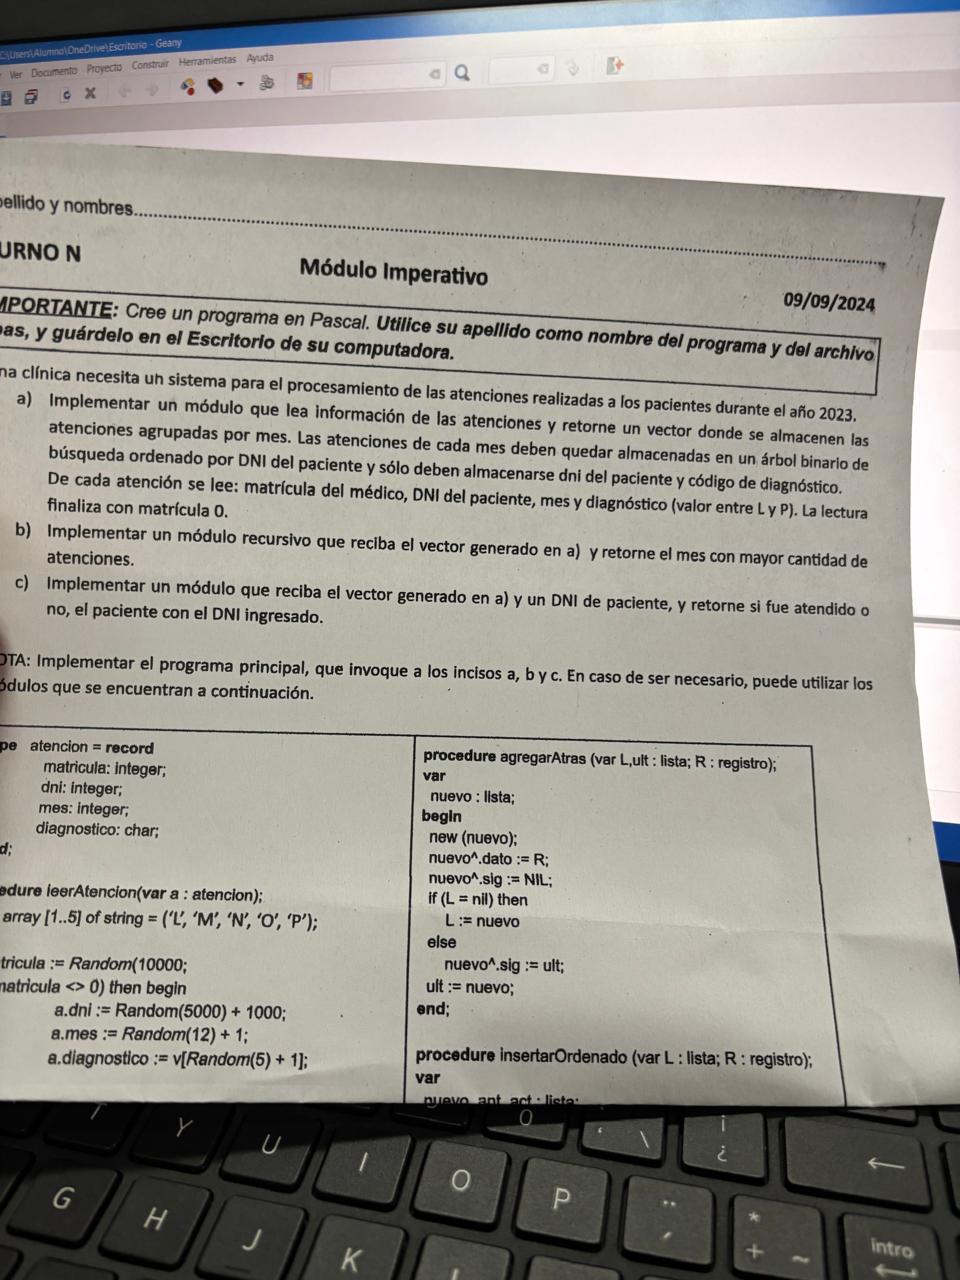 C:\Users\Alumno\OneDrive\Escritorio - Geany
Ver Documento Proyecto Construir Herramientas Ayuda
pellido y nombres
URNO N
Módulo Imperativo
09/09/2024
MPORTANTE: Cree un programa en Pascal. Utilice su apellido como nombre del programa y del archivo
pas, y guárdelo en el Escritorio de su computadora.
na clínica necesita un sistema para el procesamiento de las atenciones realizadas a los pacientes durante el año 2023.
a) Implementar un módulo que lea información de las atenciones y retorne un vector donde se almacenen las
atenciones agrupadas por mes. Las atenciones de cada mes deben quedar almacenadas en un árbol binario de
búsqueda ordenado por DNI del paciente y sólo deben almacenarse dni del paciente y código de diagnóstico.
De cada atención se lee: matrícula del médico, DNI del paciente, mes y diagnóstico (valor entre L y P). La lectura
finaliza con matrícula 0.
b) Implementar un módulo recursivo que reciba el vector generado en a) y retorne el mes con mayor cantidad de
atenciones.
c) Implementar un módulo que reciba el vector generado en a) y un DNI de paciente, y retorne si fue atendido o
no, el paciente con el DNI ingresado.
OTA: Implementar el programa principal, que invoque a los incisos a, b y c. En caso de ser necesario, puede utilizar los
ódulos que se encuentran a continuación.
pe atencion = record
matricula: integer;
dni: integer;
mes: integer;
diagnostico: char;
d;
edure leerAtencion(var a : atencion);
array [1..5] of string = ('L', 'M', 'N', 'O', 'P');
tricula := Random(10000;
matricula <> 0) then begin
a.dni := Random(5000) + 1000;
a.mes := Random(12) + 1;
a.diagnostico := v[Random(5) + 1];
procedure agregarAtras (var L,ult : lista; R : registro);
var
nuevo : lista;
begin
new (nuevo);
nuevo^.dato := R;
nuevo^.sig := NIL;
if (L = nil) then
L := nuevo
else
nuevo^.sig := ult;
ult := nuevo;
end;
procedure insertarOrdenado (var L : lista; R : registro);
var
nuevo, ant, act : lista;
T Y U I O P
0
' \
¡ ¿
←
G H J K L
¨ ´
* + ~
intro